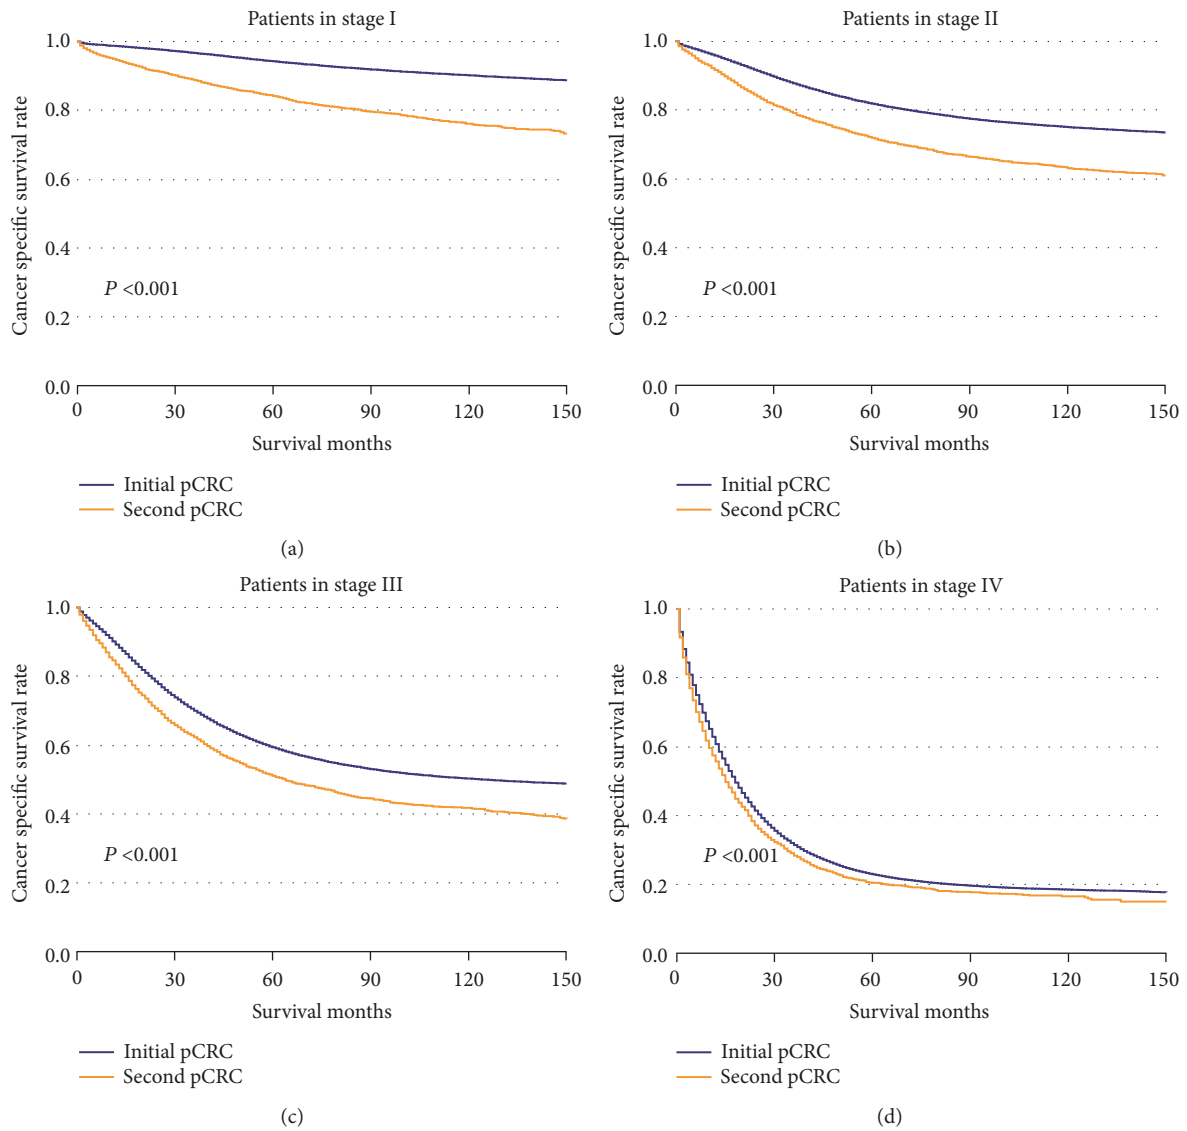 Patients in stage I
Cancer specific survival rate
1.0
0.8
0.6
0.4
0.2
0.0
P <0.001
0 30 60 90 120 150
Survival months
Initial pCRC
Second pCRC
(a)
Patients in stage II
Cancer specific survival rate
1.0
0.8
0.6
0.4
0.2
0.0
P <0.001
0 30 60 90 120 150
Survival months
Initial pCRC
Second pCRC
(b)
Patients in stage III
Cancer specific survival rate
1.0
0.8
0.6
0.4
0.2
0.0
P <0.001
0 30 60 90 120 150
Survival months
Initial pCRC
Second pCRC
(c)
Patients in stage IV
Cancer specific survival rate
1.0
0.8
0.6
0.4
0.2
0.0
P <0.001
0 30 60 90 120 150
Survival months
Initial pCRC
Second pCRC
(d)